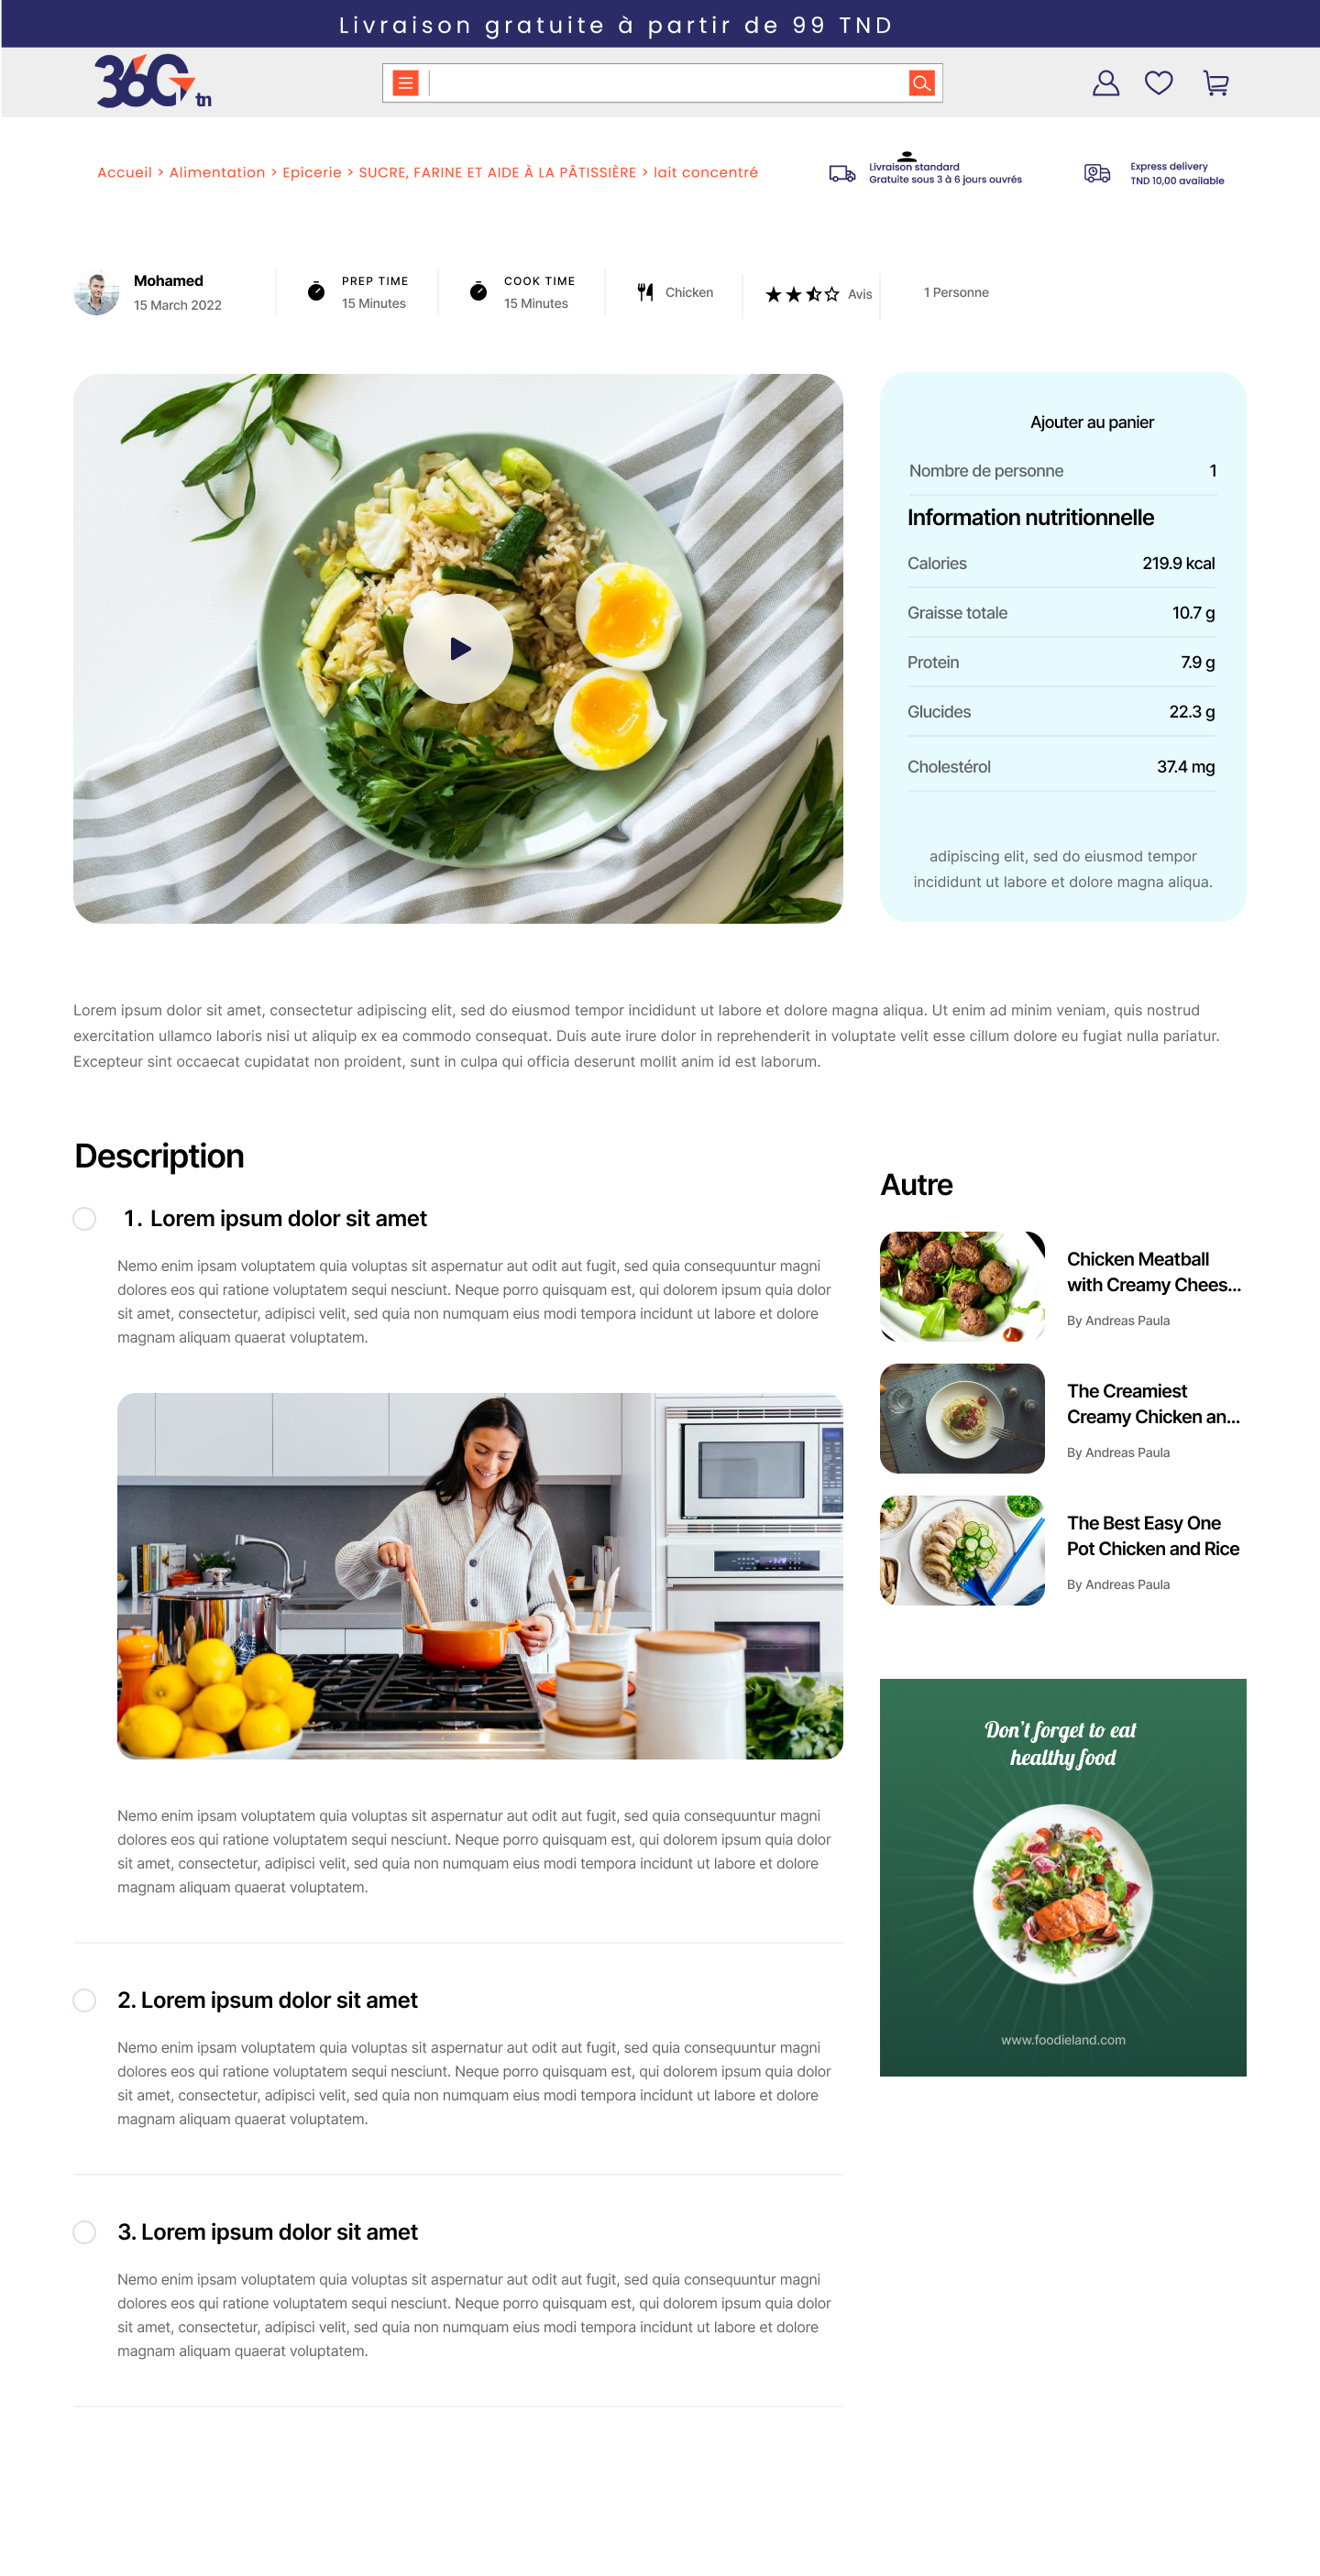 Livraison gratuite à partir de 99 TND
360 tn
Accueil > Alimentation > Epicerie > SUCRE, FARINE ET AIDE À LA PÂTISSIÈRE > lait concentré
Livraison standard
Gratuite sous 3 à 6 jours ouvrés
Express delivery
TND 10,00 available
Mohamed
15 March 2022
PREP TIME
15 Minutes
COOK TIME
15 Minutes
Chicken
Avis
1 Personne
Ajouter au panier
Nombre de personne 1
Information nutritionnelle
Calories 219.9 kcal
Graisse totale 10.7 g
Protein 7.9 g
Glucides 22.3 g
Cholestérol 37.4 mg
adipiscing elit, sed do eiusmod tempor
incididunt ut labore et dolore magna aliqua.
Lorem ipsum dolor sit amet, consectetur adipiscing elit, sed do eiusmod tempor incididunt ut labore et dolore magna aliqua. Ut enim ad minim veniam, quis nostrud
exercitation ullamco laboris nisi ut aliquip ex ea commodo consequat. Duis aute irure dolor in reprehenderit in voluptate velit esse cillum dolore eu fugiat nulla pariatur.
Excepteur sint occaecat cupidatat non proident, sunt in culpa qui officia deserunt mollit anim id est laborum.
Description
1. Lorem ipsum dolor sit amet
Nemo enim ipsam voluptatem quia voluptas sit aspernatur aut odit aut fugit, sed quia consequuntur magni
dolores eos qui ratione voluptatem sequi nesciunt. Neque porro quisquam est, qui dolorem ipsum quia dolor
sit amet, consectetur, adipisci velit, sed quia non numquam eius modi tempora incidunt ut labore et dolore
magnam aliquam quaerat voluptatem.
Nemo enim ipsam voluptatem quia voluptas sit aspernatur aut odit aut fugit, sed quia consequuntur magni
dolores eos qui ratione voluptatem sequi nesciunt. Neque porro quisquam est, qui dolorem ipsum quia dolor
sit amet, consectetur, adipisci velit, sed quia non numquam eius modi tempora incidunt ut labore et dolore
magnam aliquam quaerat voluptatem.
2. Lorem ipsum dolor sit amet
Nemo enim ipsam voluptatem quia voluptas sit aspernatur aut odit aut fugit, sed quia consequuntur magni
dolores eos qui ratione voluptatem sequi nesciunt. Neque porro quisquam est, qui dolorem ipsum quia dolor
sit amet, consectetur, adipisci velit, sed quia non numquam eius modi tempora incidunt ut labore et dolore
magnam aliquam quaerat voluptatem.
3. Lorem ipsum dolor sit amet
Nemo enim ipsam voluptatem quia voluptas sit aspernatur aut odit aut fugit, sed quia consequuntur magni
dolores eos qui ratione voluptatem sequi nesciunt. Neque porro quisquam est, qui dolorem ipsum quia dolor
sit amet, consectetur, adipisci velit, sed quia non numquam eius modi tempora incidunt ut labore et dolore
magnam aliquam quaerat voluptatem.
Autre
Chicken Meatball
with Creamy Chees...
By Andreas Paula
The Creamiest
Creamy Chicken an...
By Andreas Paula
The Best Easy One
Pot Chicken and Rice
By Andreas Paula
Don't forget to eat
healthy food
www.foodieland.com